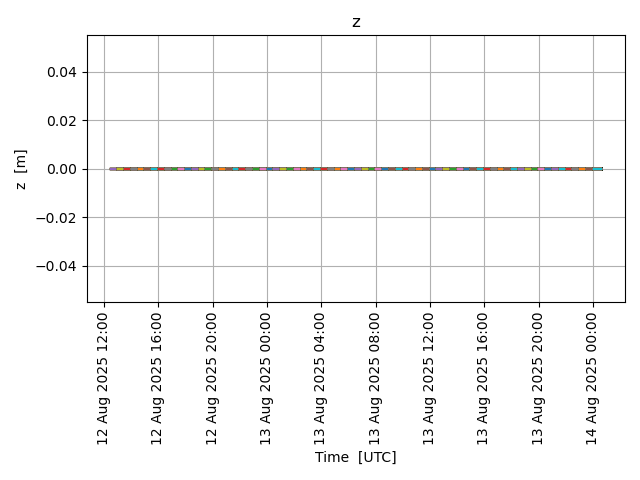 z
0.04
0.02
0.00
−0.02
−0.04
z [m]
12 Aug 2025 12:00
12 Aug 2025 16:00
12 Aug 2025 20:00
13 Aug 2025 00:00
13 Aug 2025 04:00
13 Aug 2025 08:00
13 Aug 2025 12:00
13 Aug 2025 16:00
13 Aug 2025 20:00
14 Aug 2025 00:00
Time [UTC]